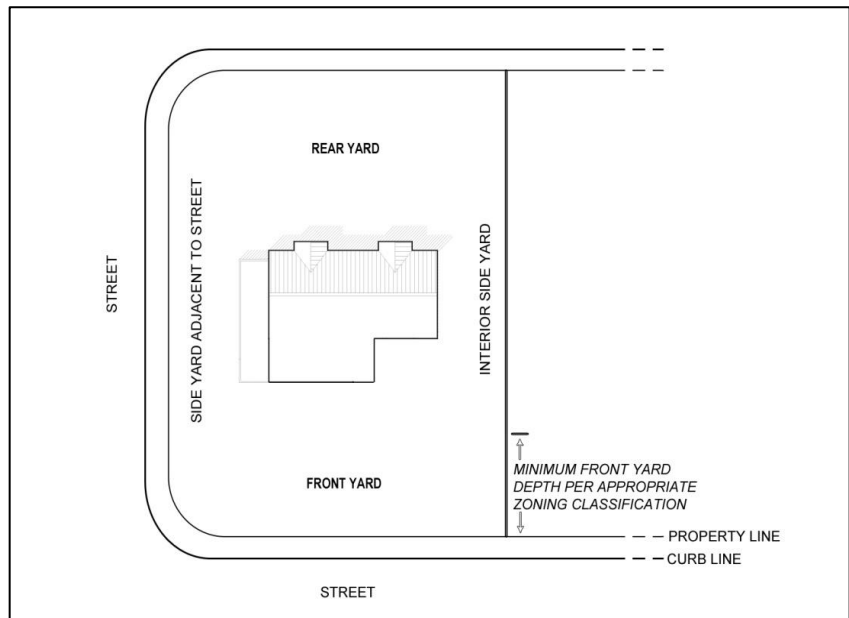 REAR YARD
STREET
SIDE YARD ADJACENT TO STREET
INTERIOR SIDE YARD
FRONT YARD
MINIMUM FRONT YARD
DEPTH PER APPROPRIATE
ZONING CLASSIFICATION
PROPERTY LINE
CURB LINE
STREET